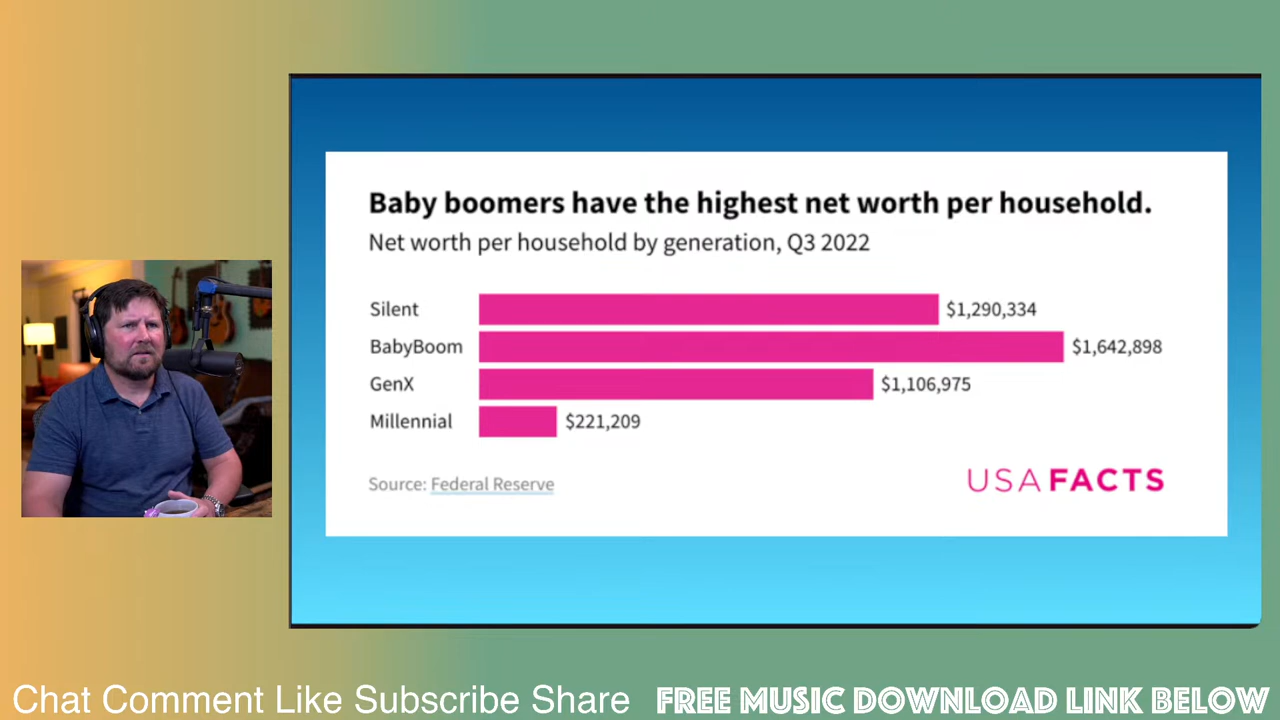 Baby boomers have the highest net worth per household.
Net worth per household by generation, Q3 2022
Silent $1,290,334
BabyBoom $1,642,898
GenX $1,106,975
Millennial $221,209
Source: Federal Reserve
USAFACTS
Chat Comment Like Subscribe Share FREE MUSIC DOWNLOAD LINK BELOW